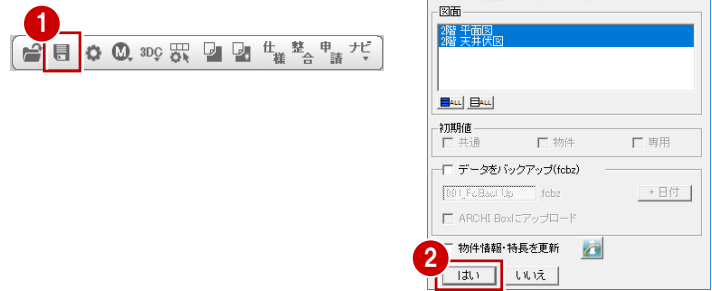 1
M 3DC 仕様 整合 申請 ナビ
図面
2階 平面図
2階 天井伏図
ALL ALL
初期値
共通 物件 専用
データをバックアップ(fcbz)
.fcbz +日付
ARCHI Boxにアップロード
物件情報・特長を更新
2
はい いいえ